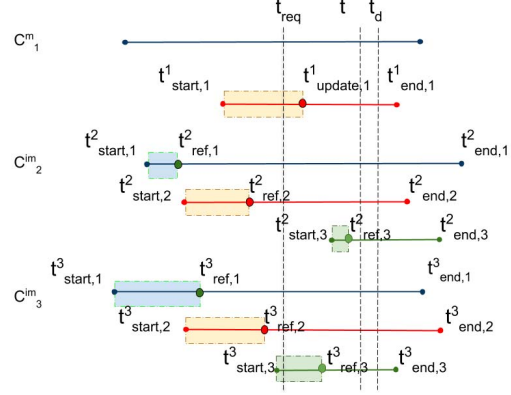 t_req t t_d
C^m_1
t^1_start,1 t^1_update,1 t^1_end,1
t^2_start,1 t^2_ref,1 t^2_end,1
C^im_2
t^2_start,2 t^2_ref,2 t^2_end,2
t^2_start,3 t^2_ref,3 t^2_end,3
t^3_start,1 t^3_ref,1 t^3_end,1
C^im_3
t^3_start,2 t^3_ref,2 t^3_end,2
t^3_start,3 t^3_ref,3 t^3_end,3